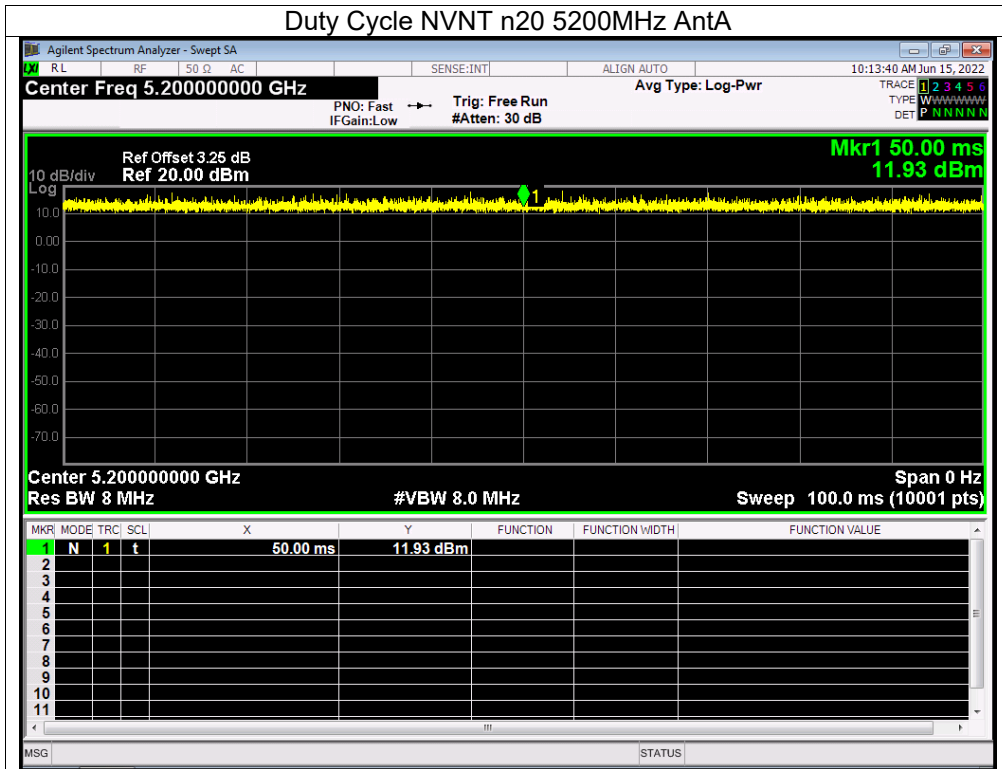 Duty Cycle NVNT n20 5200MHz AntA
Agilent Spectrum Analyzer - Swept SA
LXI RL RF 50 Ω AC SENSE:INT ALIGN AUTO 10:13:40 AM Jun 15, 2022
Center Freq 5.200000000 GHz Avg Type: Log-Pwr TRACE 1 2 3 4 5 6
PNO: Fast Trig: Free Run TYPE WWWWWW
IFGain:Low #Atten: 30 dB DET P N N N N N
Mkr1 50.00 ms
Ref Offset 3.25 dB
10 dB/div Ref 20.00 dBm 11.93 dBm
Log
1
10.0
0.00
-10.0
-20.0
-30.0
-40.0
-50.0
-60.0
-70.0
Center 5.200000000 GHz Span 0 Hz
Res BW 8 MHz #VBW 8.0 MHz Sweep 100.0 ms (10001 pts)
MKR MODE TRC SCL X Y FUNCTION FUNCTION WIDTH FUNCTION VALUE
1 N 1 t 50.00 ms 11.93 dBm
2
3
4
5
6
7
8
9
10
11
MSG STATUS